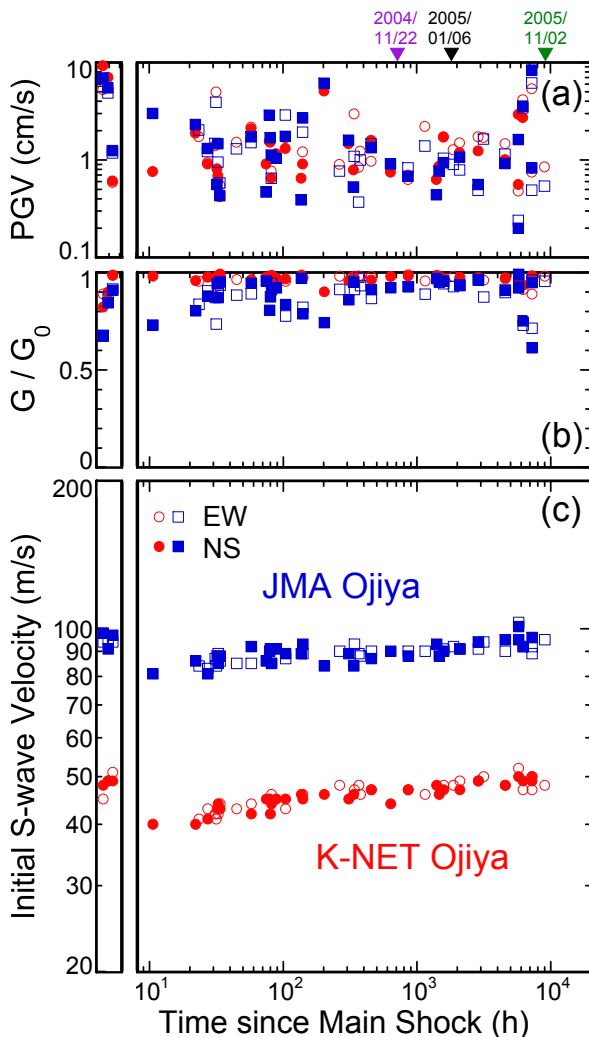 2004/ 2005/ 2005/
11/22 01/06 11/02
10
1
0.1
PGV (cm/s)
(a)
1
0.5
0
G / G0
(b)
200
100
90
80
70
60
50
40
30
20
Initial S-wave Velocity (m/s)
(c)
EW
NS
JMA Ojiya
K-NET Ojiya
10¹ 10² 10³ 10⁴
Time since Main Shock (h)